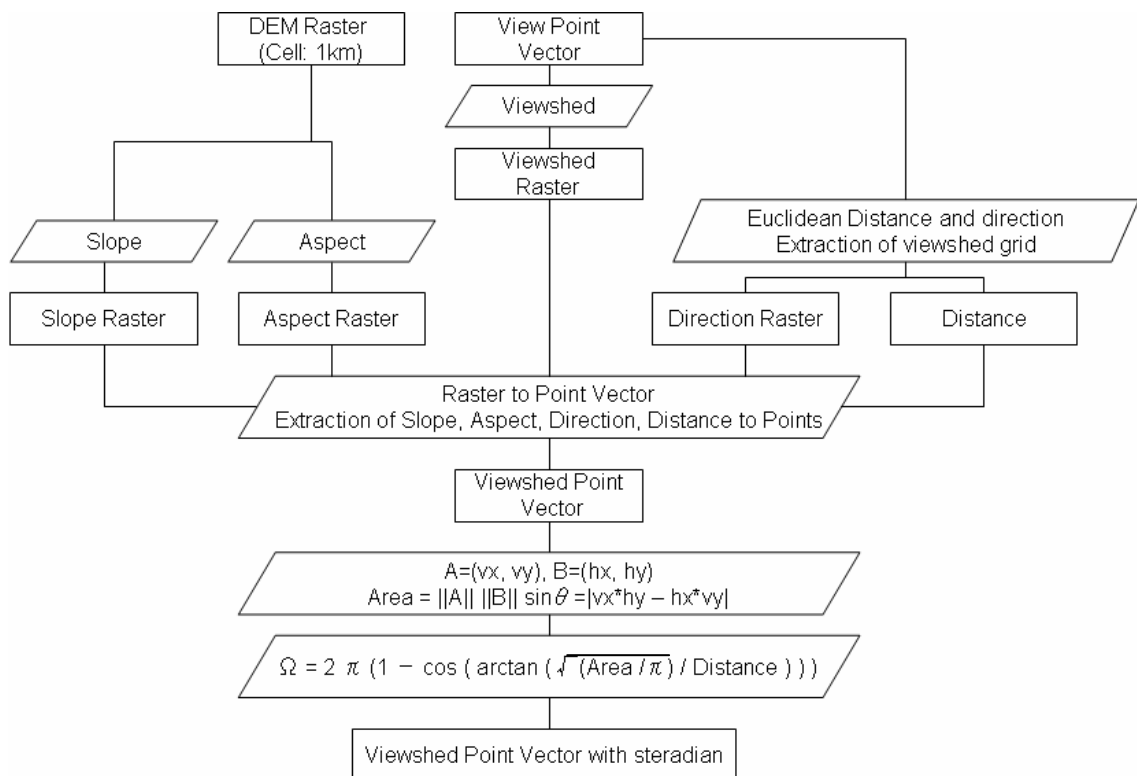 DEM Raster
(Cell: 1km)
View Point
Vector
Viewshed
Viewshed
Raster
Slope
Aspect
Euclidean Distance and direction
Extraction of viewshed grid
Slope Raster
Aspect Raster
Direction Raster
Distance
Raster to Point Vector
Extraction of Slope, Aspect, Direction, Distance to Points
Viewshed Point
Vector
A=(vx, vy), B=(hx, hy)
Area = ||A|| ||B|| sinθ =|vx*hy – hx*vy|
Ω = 2 π (1 – cos ( arctan ( √(Area /π) / Distance ) ) )
Viewshed Point Vector with steradian